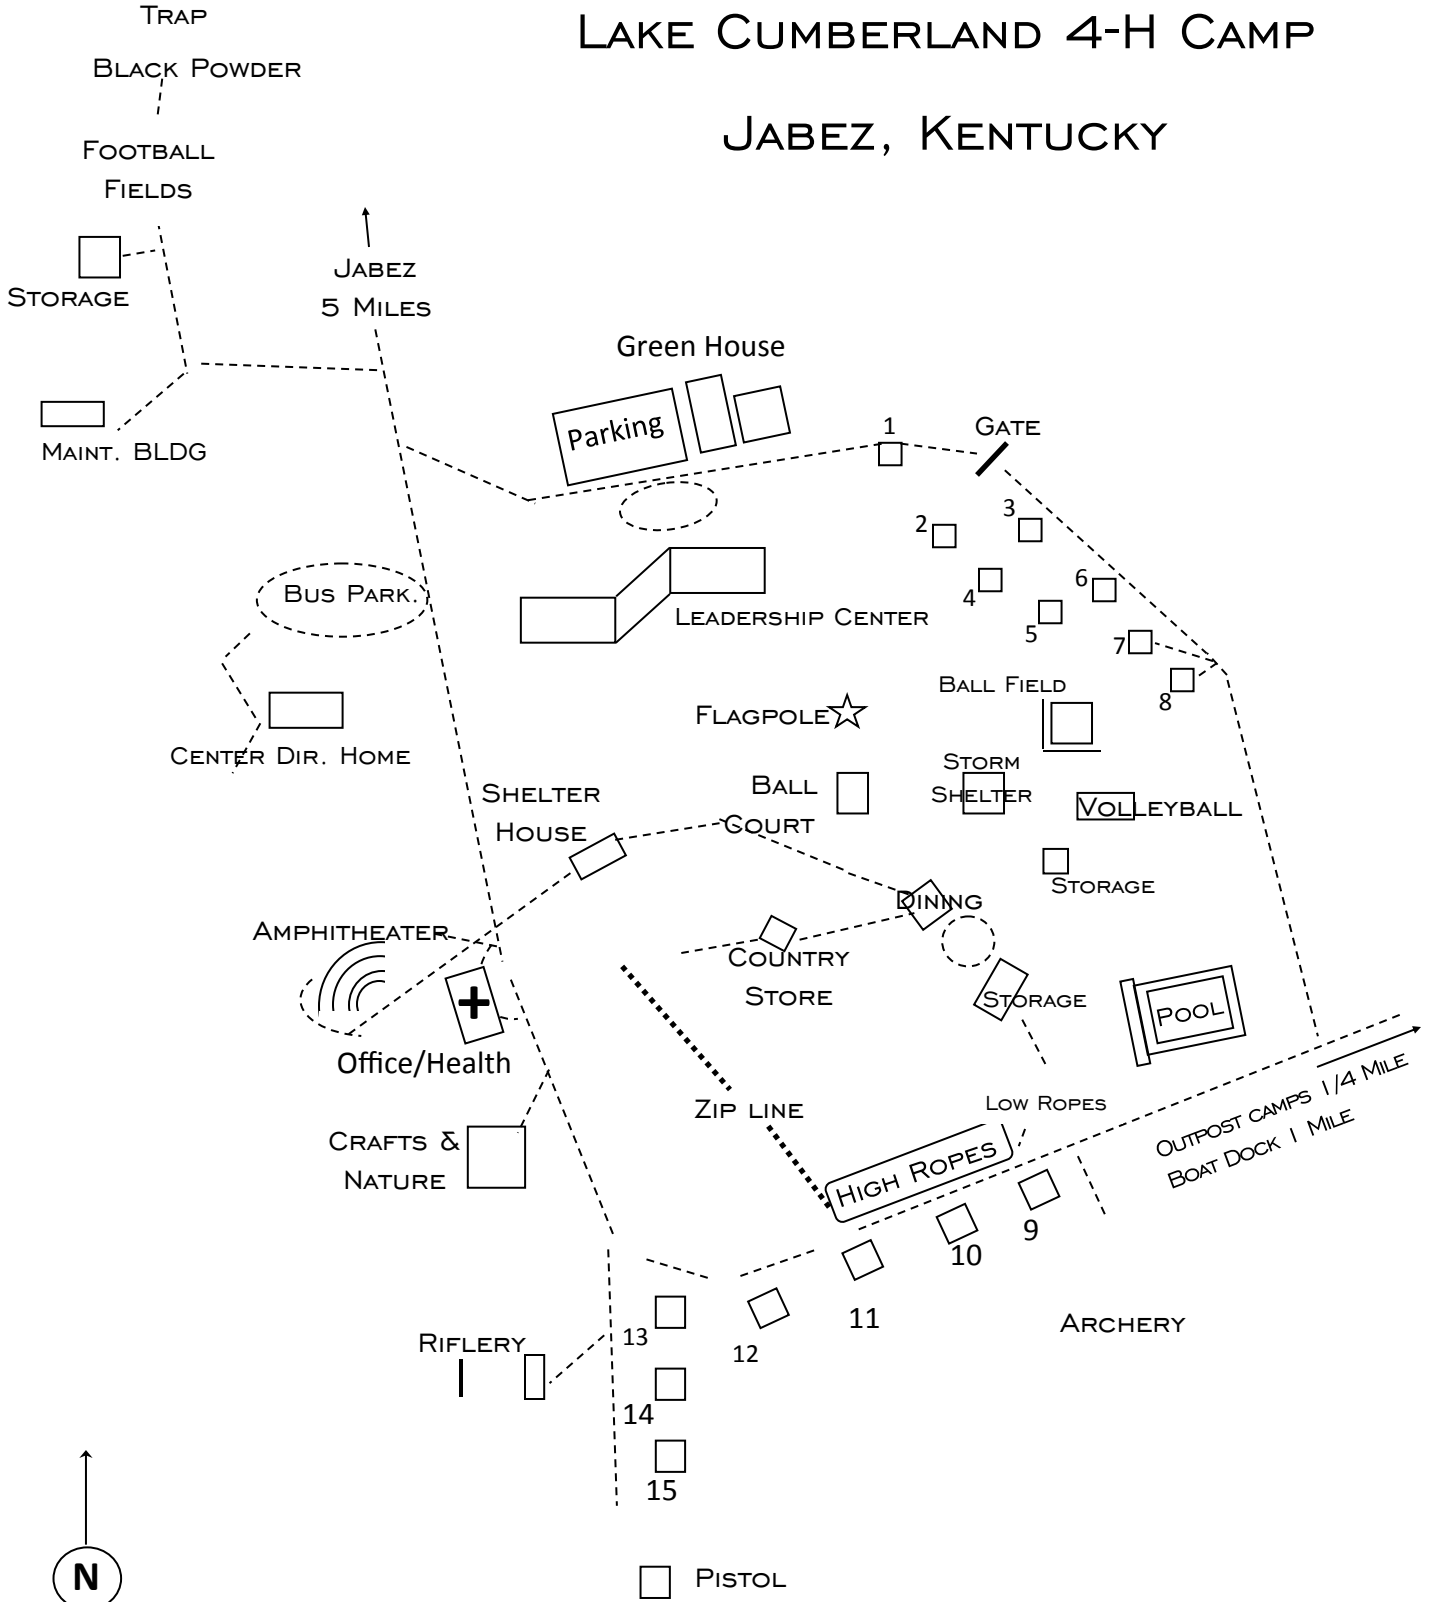 Lake Cumberland 4-H Camp
Jabez, Kentucky
Trap
Black Powder
Football
Fields
Storage
Jabez
5 Miles
Maint. BLDG
Green House
Parking
1
Gate
2
3
4
5
6
7
8
Bus Park.
Leadership Center
Center Dir. Home
Flagpole
Ball Field
Storm
Shelter
Ball
Court
Volleyball
Storage
Shelter
House
Dining
Amphitheater
Country
Store
Storage
Pool
Office/Health
Zip line
Low Ropes
High Ropes
Outpost camps 1/4 Mile
Boat Dock 1 Mile
Crafts &
Nature
9
10
11
12
13
Archery
Riflery
14
15
N
Pistol